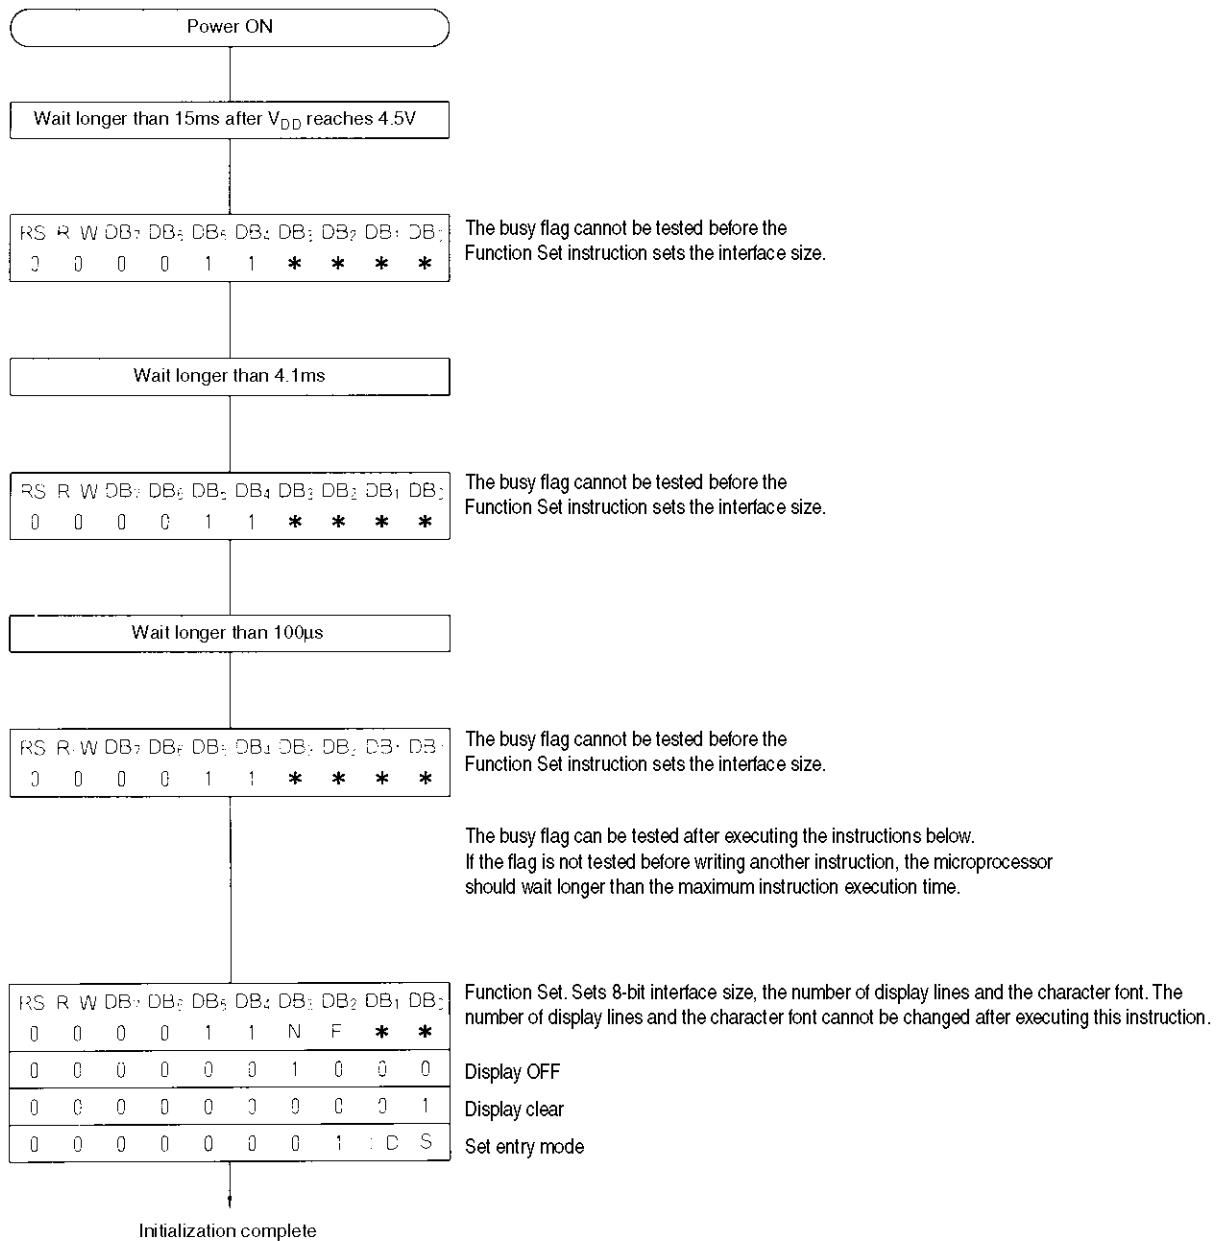 Power ON
Wait longer than 15ms after VDD reaches 4.5V
RS R W DB7 DB6 DB5 DB4 DB3 DB2 DB1 DB0
0 0 0 0 1 1 * * * *
The busy flag cannot be tested before the
Function Set instruction sets the interface size.
Wait longer than 4.1ms
RS R W DB7 DB6 DB5 DB4 DB3 DB2 DB1 DB0
0 0 0 0 1 1 * * * *
The busy flag cannot be tested before the
Function Set instruction sets the interface size.
Wait longer than 100µs
RS R W DB7 DB6 DB5 DB4 DB3 DB2 DB1 DB0
0 0 0 0 1 1 * * * *
The busy flag cannot be tested before the
Function Set instruction sets the interface size.
The busy flag can be tested after executing the instructions below.
If the flag is not tested before writing another instruction, the microprocessor
should wait longer than the maximum instruction execution time.
RS R W DB7 DB6 DB5 DB4 DB3 DB2 DB1 DB0
0 0 0 0 1 1 N F * *
Function Set. Sets 8-bit interface size, the number of display lines and the character font. The
number of display lines and the character font cannot be changed after executing this instruction.
0 0 0 0 0 0 1 0 0 0
Display OFF
0 0 0 0 0 0 0 0 0 1
Display clear
0 0 0 0 0 0 0 1 I D S
Set entry mode
Initialization complete